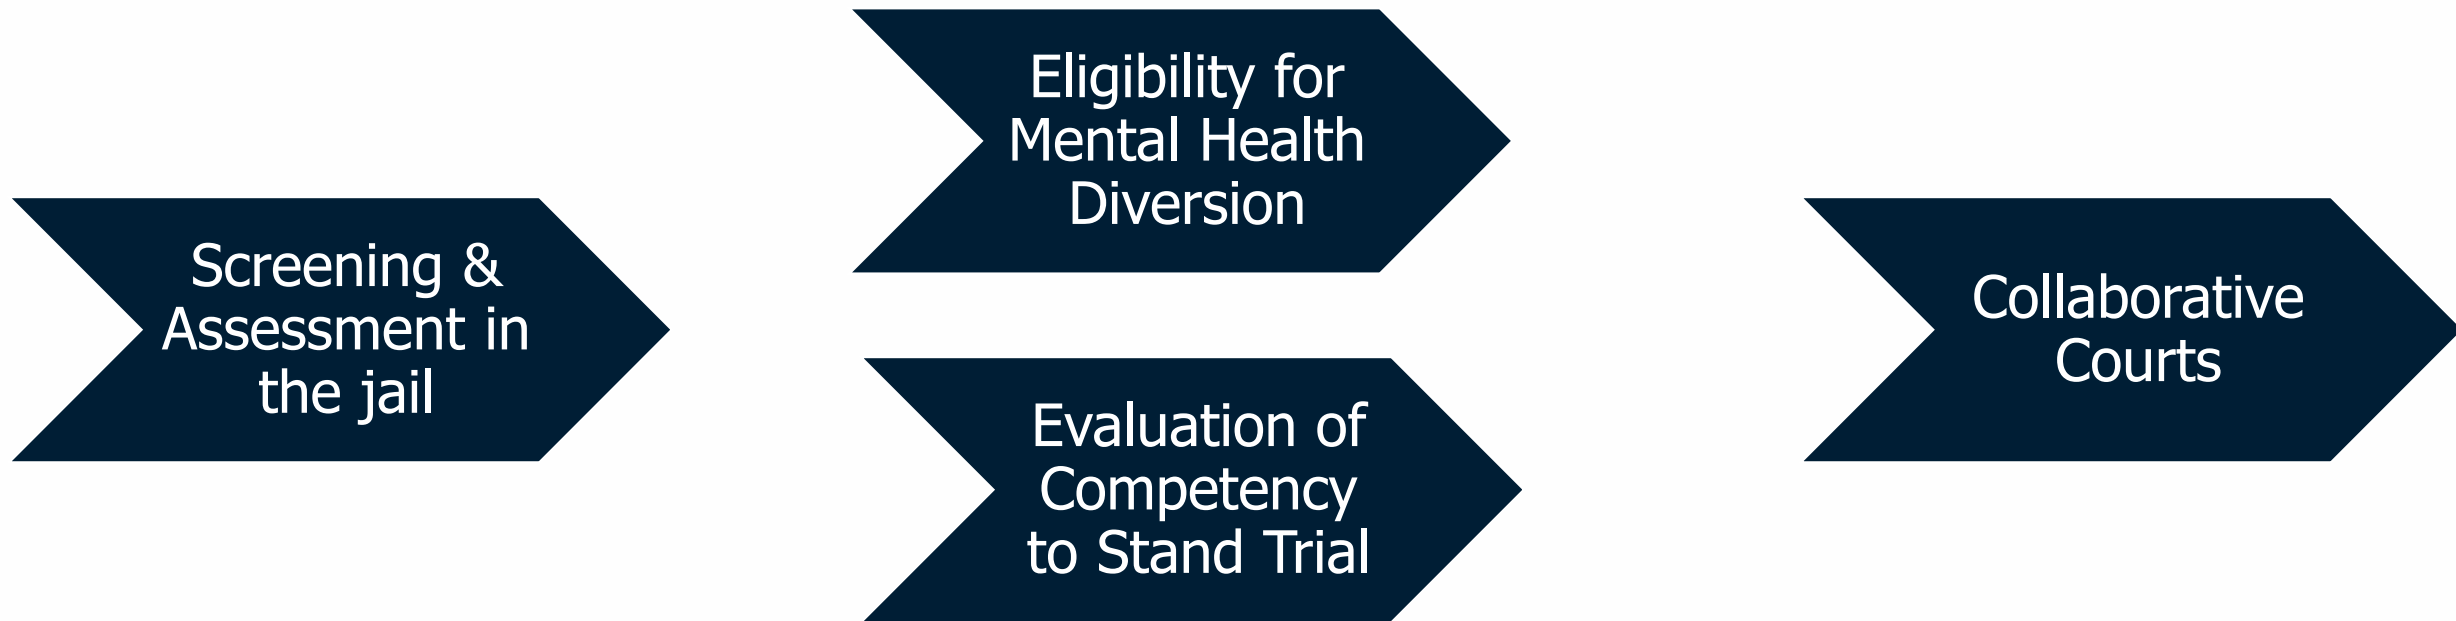 Screening &
Assessment in
the jail
Eligibility for
Mental Health
Diversion
Evaluation of
Competency
to Stand Trial
Collaborative
Courts